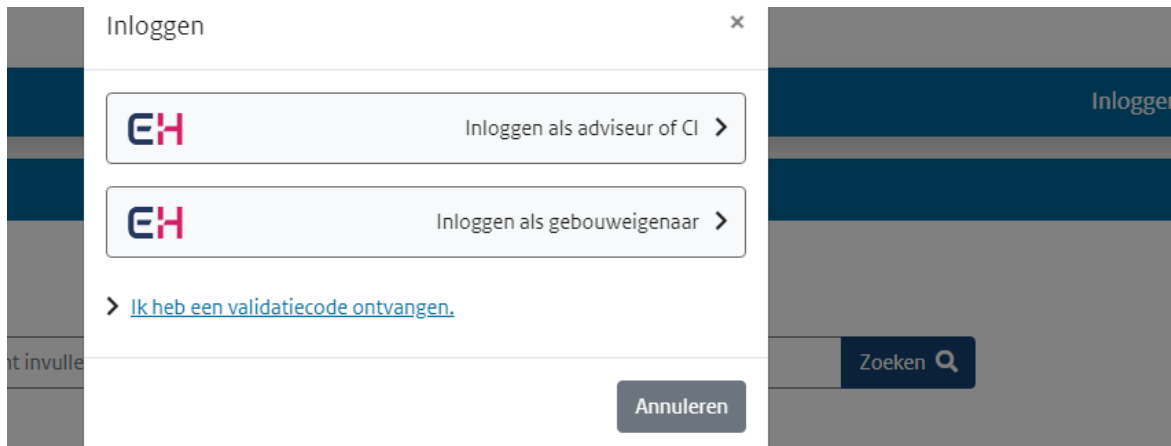 Inloggen
×
Inloggen
EH Inloggen als adviseur of CI
EH Inloggen als gebouweigenaar
Ik heb een validatiecode ontvangen.
Zoeken
Annuleren